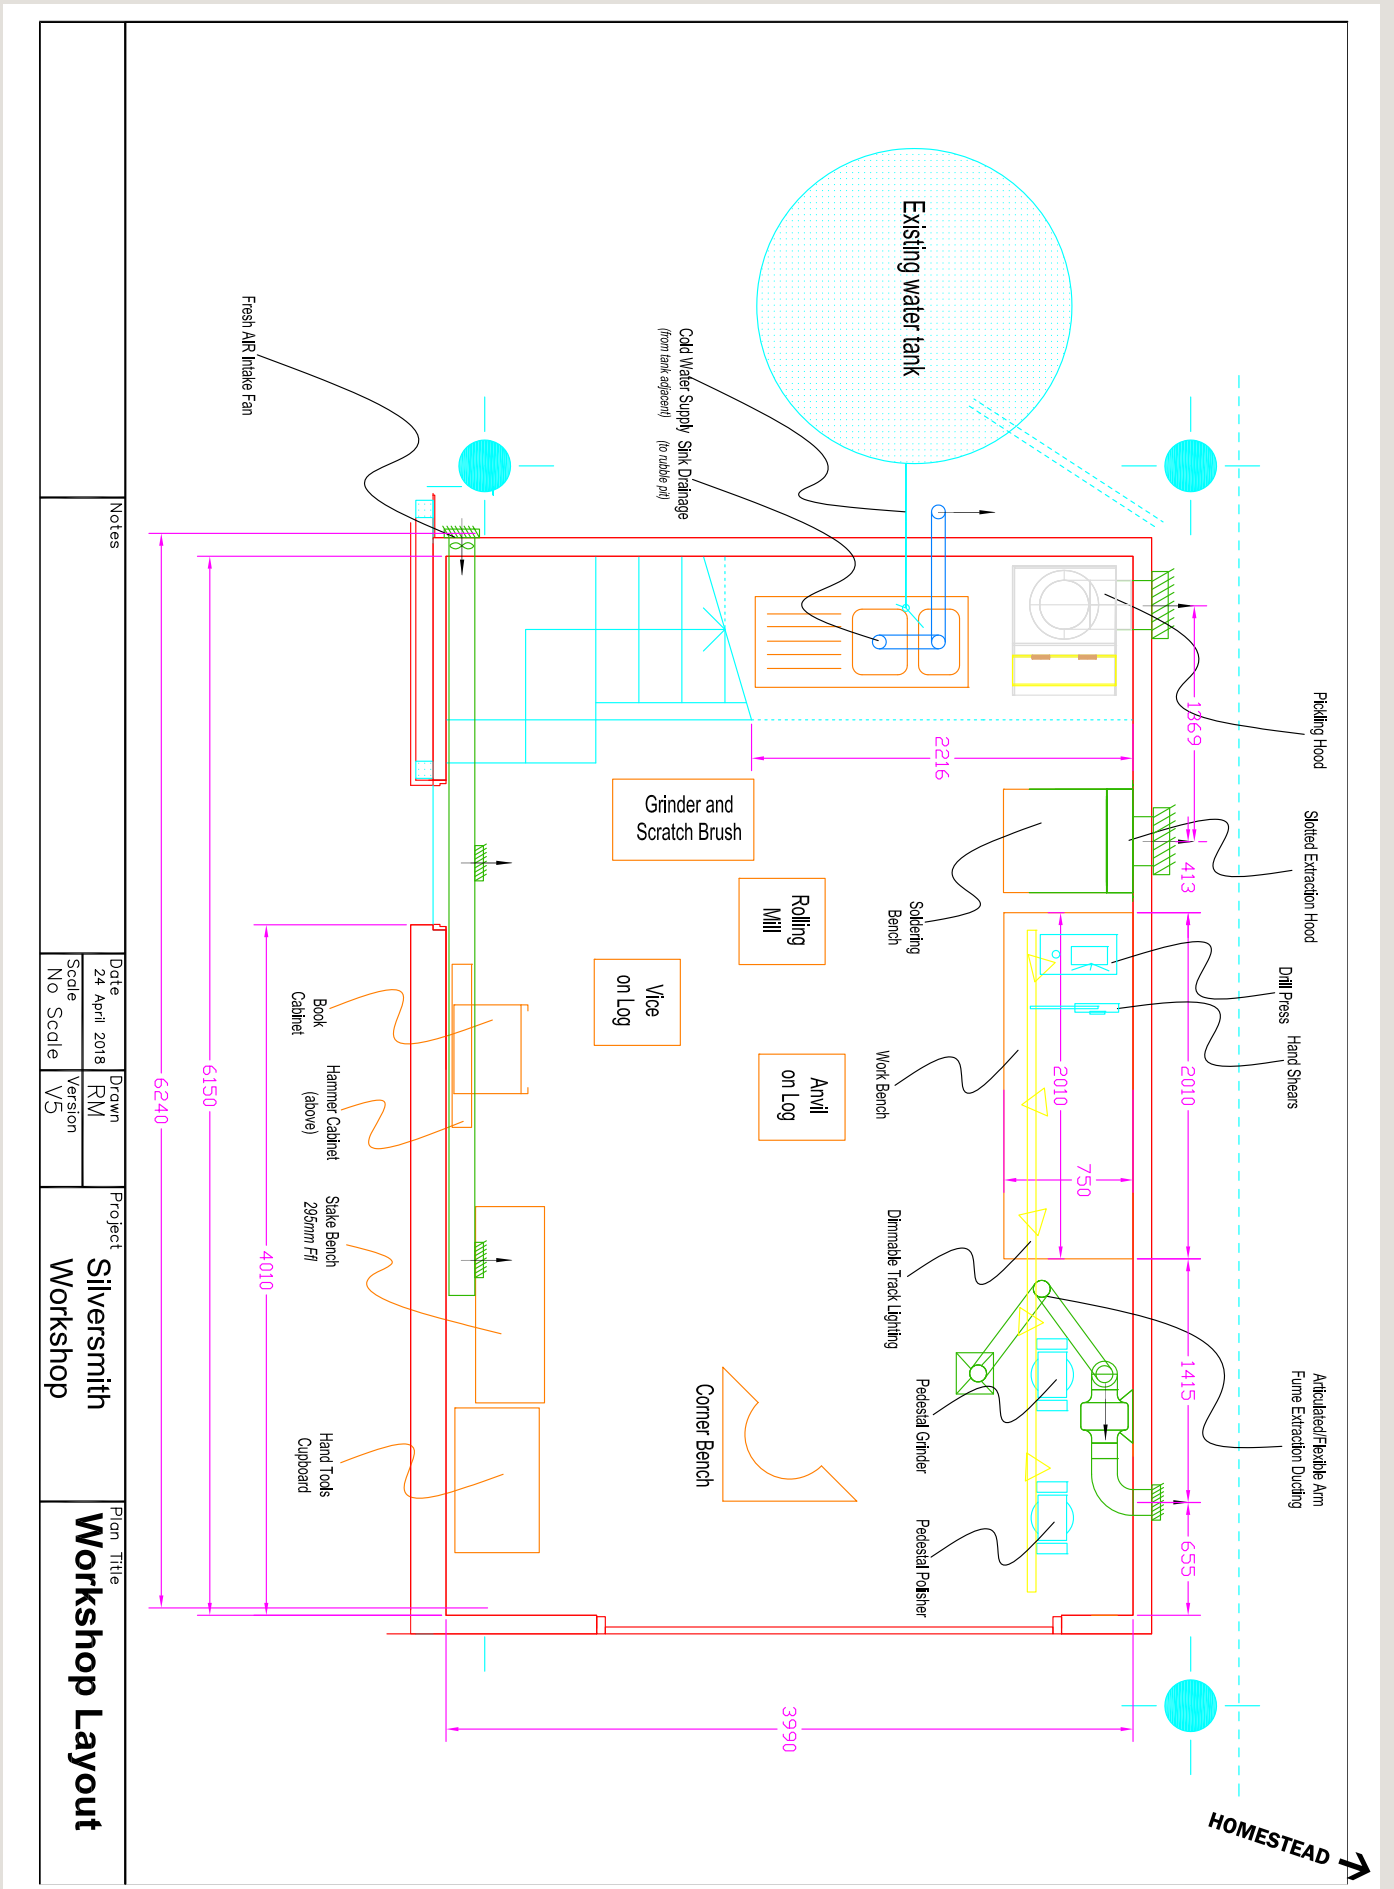 Existing water tank
Cold Water Supply
(from tank adjacent)
Sink Drainage
(to rubble pit)
Fresh AIR Intake Fan
Pickling Hood
Slotted Extraction Hood
Drill Press
Hand Shears
Articulated/Flexible Arm
Fume Extraction Ducting
1369
413
2010
1415
655
2216
2010
750
Grinder and
Scratch Brush
Rolling
Mill
Vice
on Log
Anvil
on Log
Soldering
Bench
Work Bench
Dimmable Track Lighting
Pedestal Grinder
Pedestal Polisher
Corner Bench
Book
Cabinet
Hammer Cabinet
(above)
Stake Bench
295mm Ffl
Hand Tools
Cupboard
4010
6150
6240
3990
HOMESTEAD
Notes
Date
24 April 2018
Scale
No Scale
Drawn
RM
Version
V5
Project
Silversmith
Workshop
Plan Title
Workshop Layout